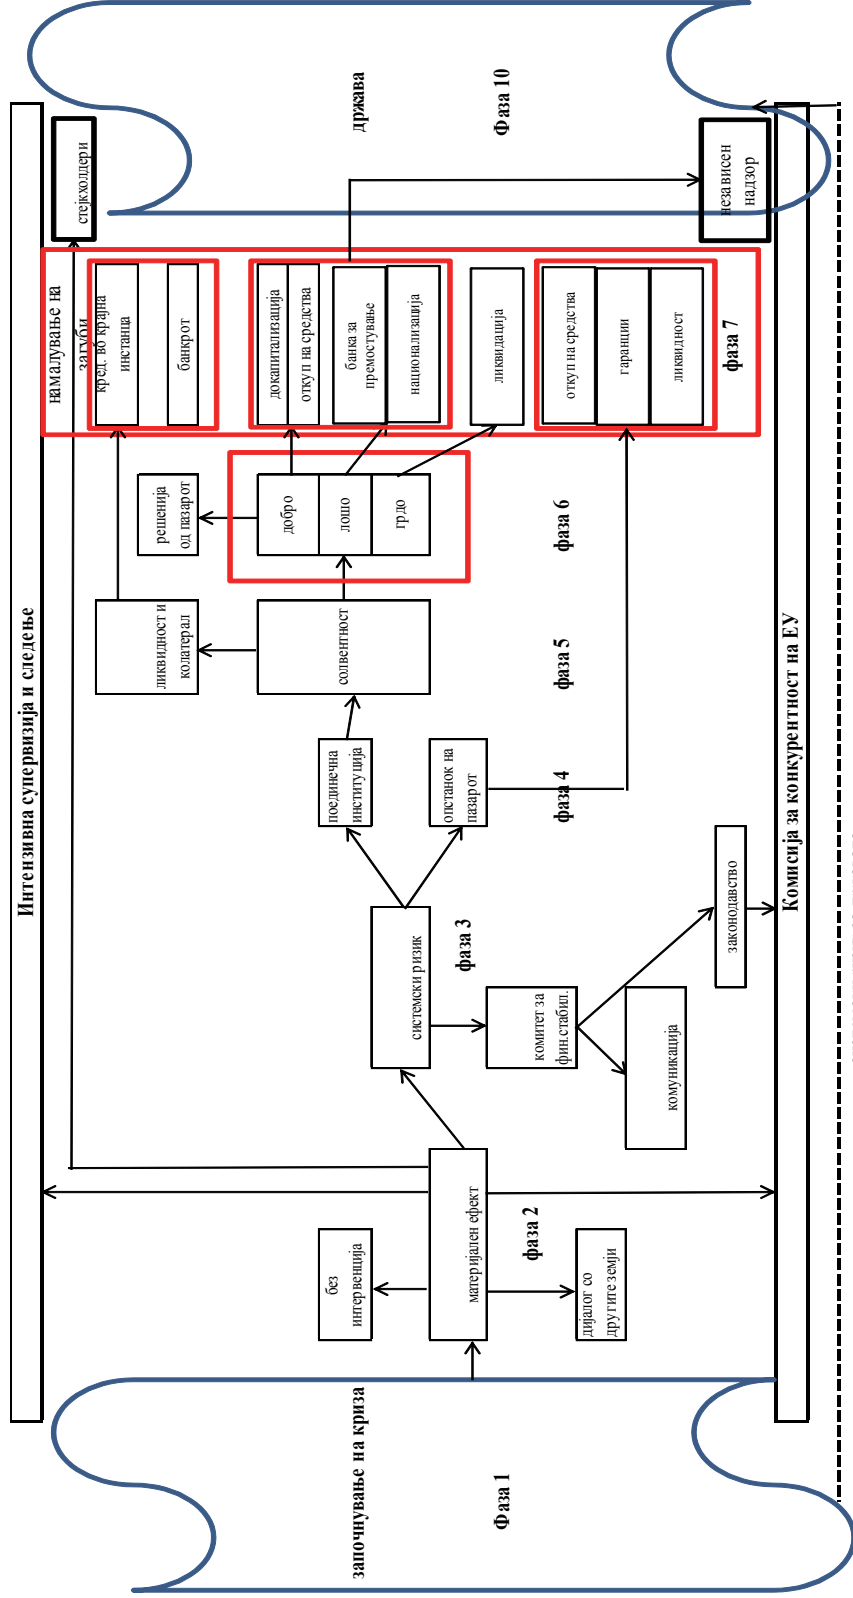 Интензивна супервизија и следење
започнување на криза
Фаза 1
без
интервенција
материјален ефект
фаза 2
дијалог со
другите земји
системски ризик
фаза 3
комитет за
фин.стабил.
комуникација
законодавство
поединечна
институција
опстанок на
пазарот
фаза 4
ликвидност и
колатерал
солвентност
фаза 5
решенија
од пазарот
добро
лошо
грдо
фаза 6
намалување на
загуби
кред. во крајна
инстанца
банкрот
докапитализација
откуп на средства
банка за
премостување
национализација
ликвидација
откуп на средства
гаранции
ликвидност
фаза 7
стејкхолдери
држава
Фаза 10
независен
надзор
Комисија за конкурентност на ЕУ